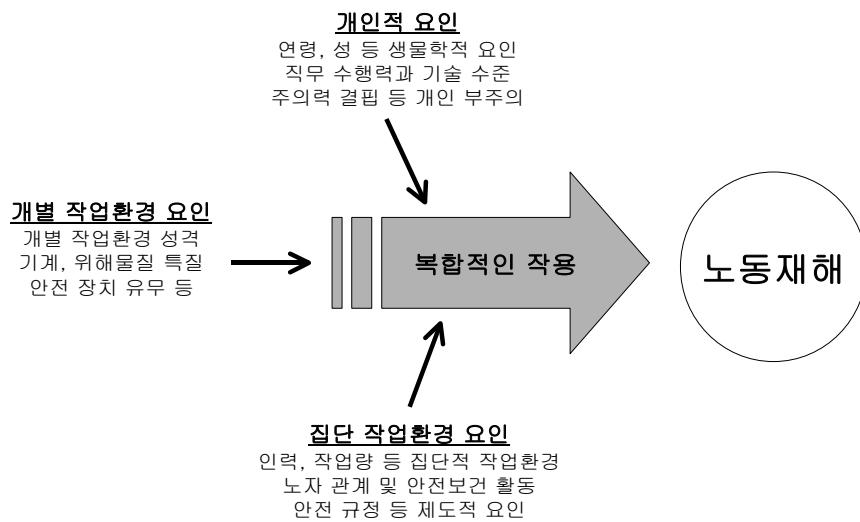 개인적 요인
연령, 성 등 생물학적 요인
직무 수행력과 기술 수준
주의력 결핍 등 개인 부주의
개별 작업환경 요인
개별 작업환경 성격
기계, 위해물질 특질
안전 장치 유무 등
복합적인 작용
노동재해
집단 작업환경 요인
인력, 작업량 등 집단적 작업환경
노자 관계 및 안전보건 활동
안전 규정 등 제도적 요인